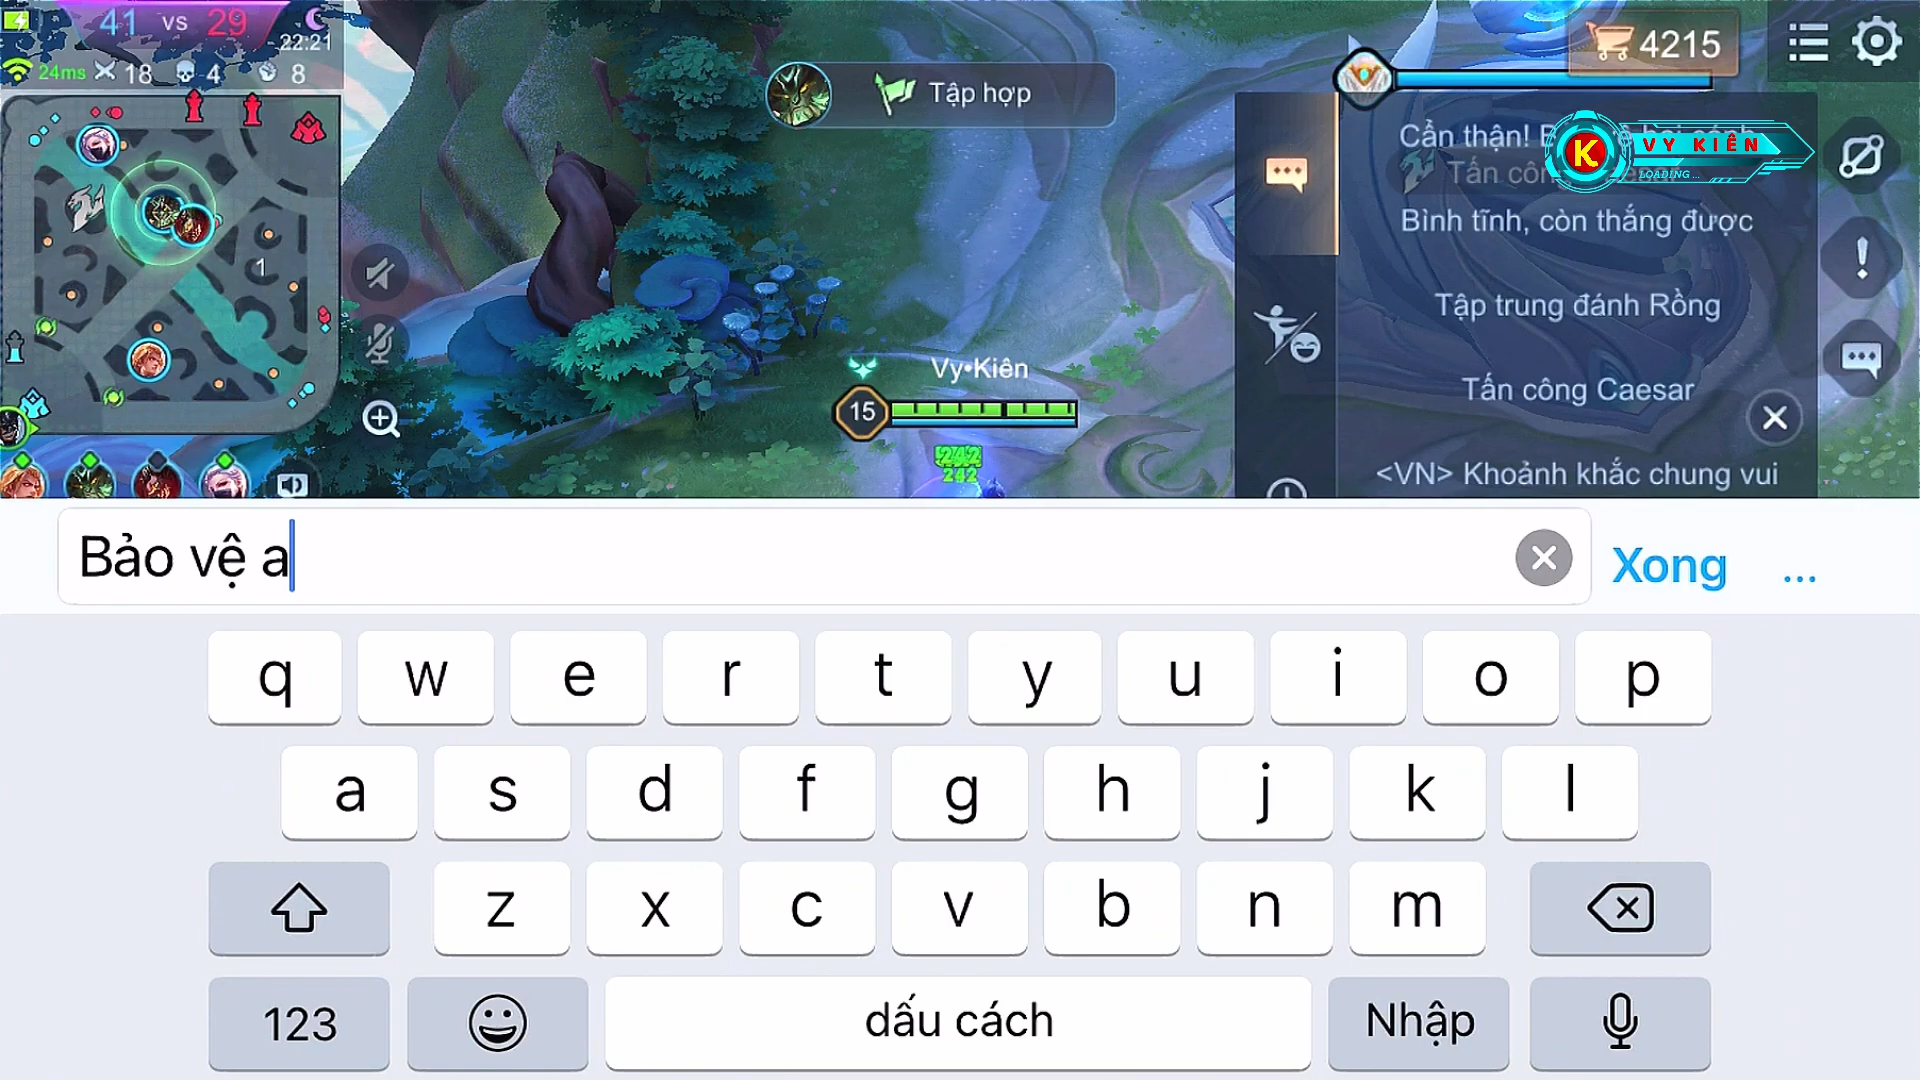 41 vs 29
22:21
24ms 18 4 8
1
Tập hợp
4215
Cẩn thận!
Tấn công
VY KIÊN
LOADING...
Bình tĩnh, còn thắng được
Tập trung đánh Rồng
Tấn công Caesar
<VN> Khoảnh khắc chung vui
Vy•Kiên
15
242
242
Bảo vệ a
Xong ...
q w e r t y u i o p
a s d f g h j k l
z x c v b n m
123 dấu cách Nhập